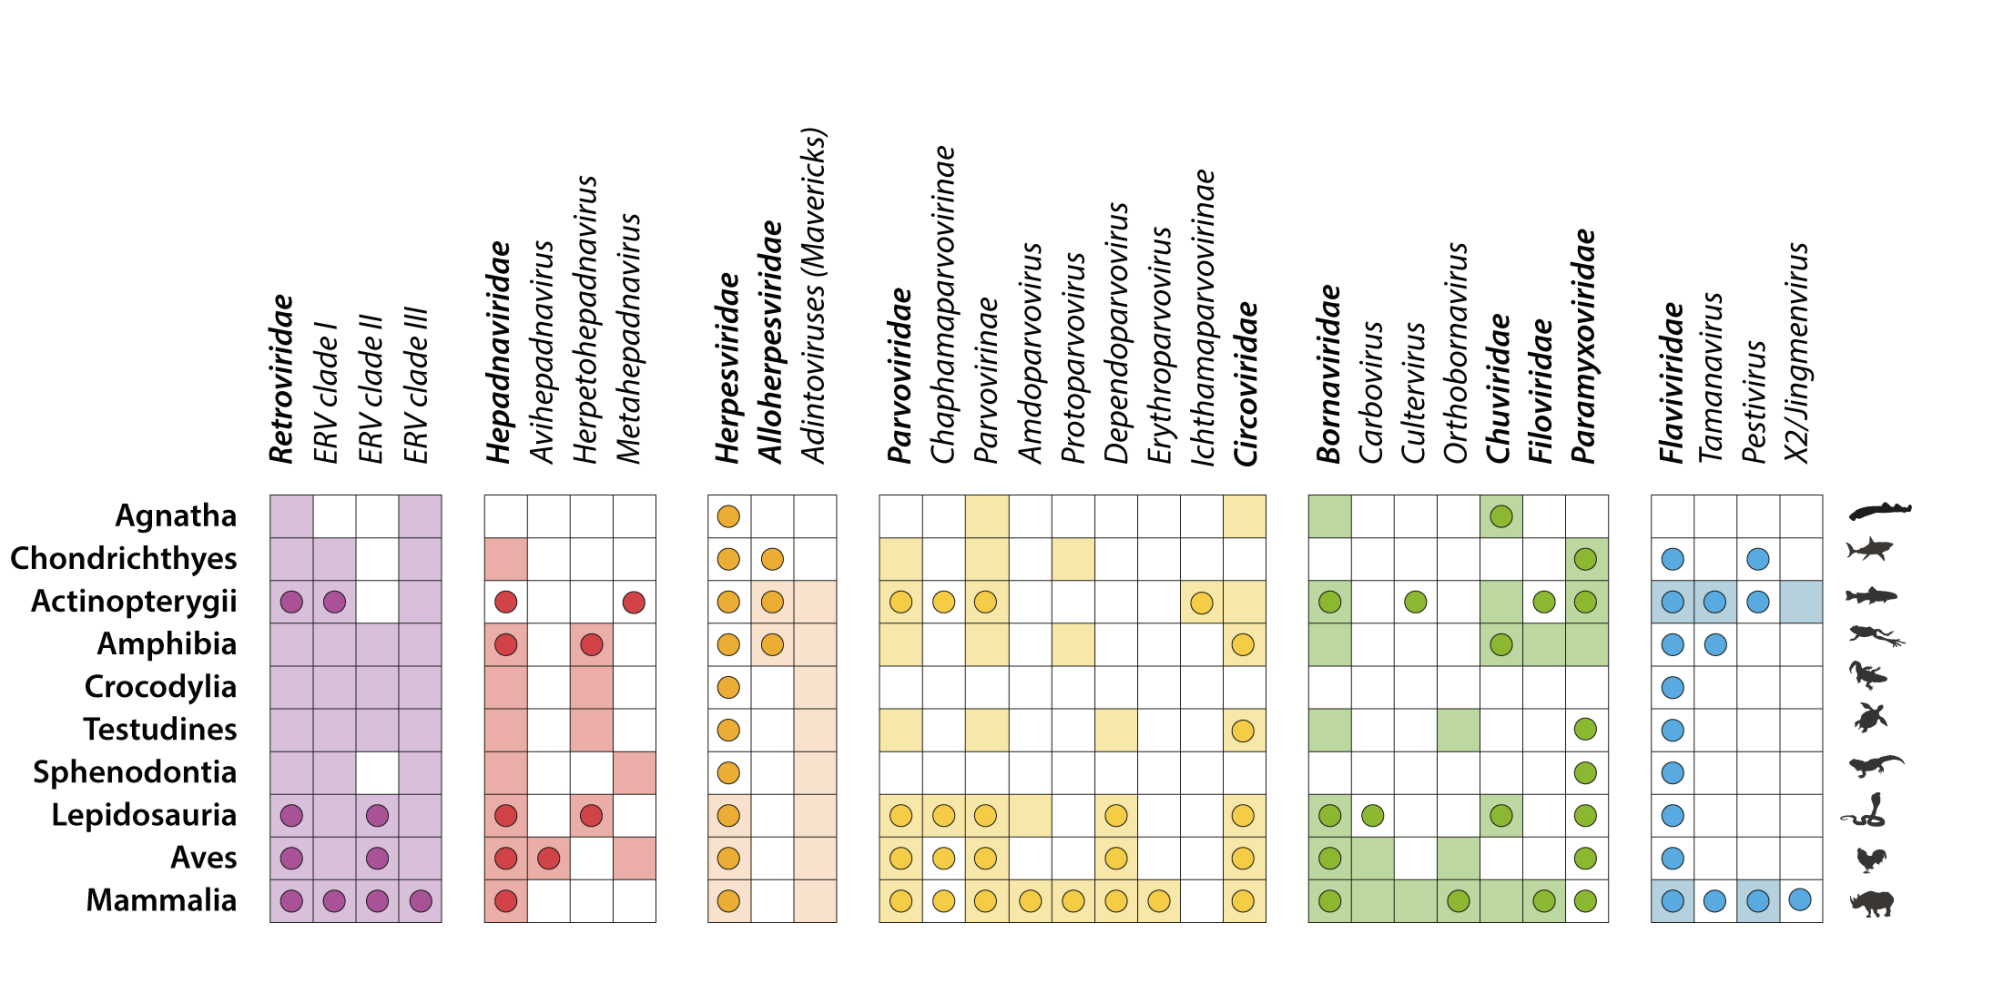 Retroviridae
ERV clade I
ERV clade II
ERV clade III
Hepadnaviridae
Avihepadnavirus
Herpetohepadnavirus
Metahepadnavirus
Herpesviridae
Alloherpesviridae
Adintoviruses (Mavericks)
Parvoviridae
Chaphamaparvovirinae
Parvovirinae
Amdoparvovirus
Protoparvovirus
Dependoparvovirus
Erythroparvovirus
Ichthamaparvovirinae
Circoviridae
Bornaviridae
Carbovirus
Cultervirus
Orthobornavirus
Chuviridae
Filoviridae
Paramyxoviridae
Flaviviridae
Tamanavirus
Pestivirus
X2/Jingmenvirus
Agnatha
Chondrichthyes
Actinopterygii
Amphibia
Crocodylia
Testudines
Sphenodontia
Lepidosauria
Aves
Mammalia